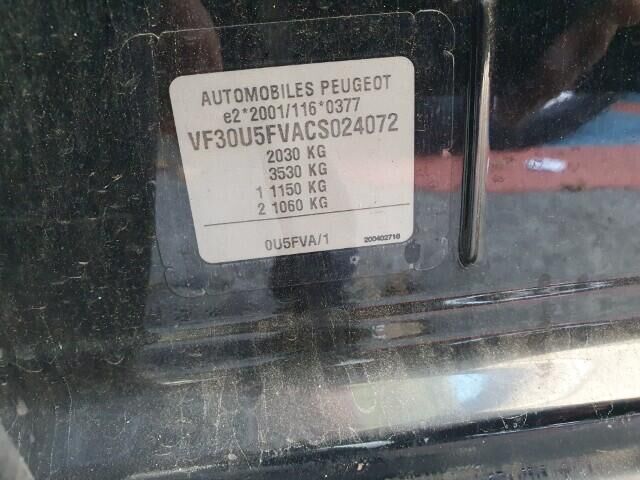 AUTOMOBILES PEUGEOT
e2*2001/116*0377
VF30U5FVACS024072
2030 KG
3530 KG
1 1150 KG
2 1060 KG
0U5FVA/1 200402716